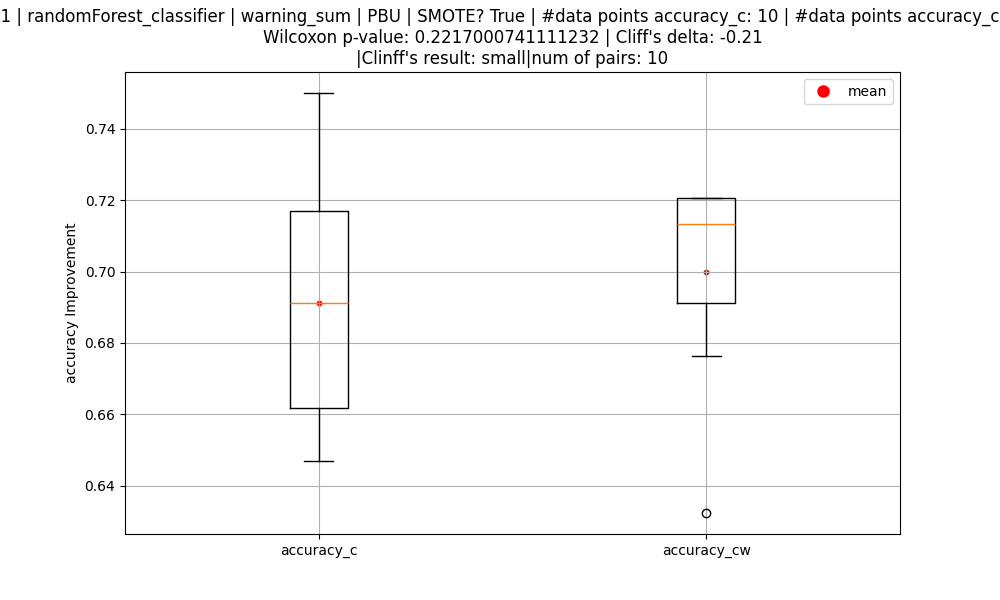 1 | randomForest_classifier | warning_sum | PBU | SMOTE? True | #data points accuracy_c: 10 | #data points accuracy_c
Wilcoxon p-value: 0.2217000741111232 | Cliff's delta: -0.21
|Clinff's result: small|num of pairs: 10
mean
0.74
0.72
0.70
0.68
0.66
0.64
accuracy Improvement
accuracy_c
accuracy_cw